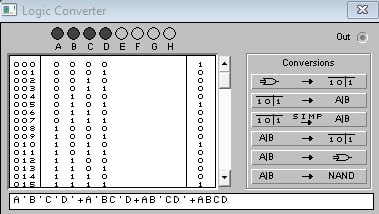 Logic Converter
Out
A B C D E F G H
000 0 0 0 0 1
001 0 0 0 1 0
002 0 0 1 0 0
003 0 0 1 1 0
004 0 1 0 0 0
005 0 1 0 1 1
006 0 1 1 0 0
007 0 1 1 1 0
008 1 0 0 0 0
009 1 0 0 1 0
010 1 0 1 0 1
011 1 0 1 1 0
012 1 1 0 0 0
013 1 1 0 1 0
014 1 1 1 0 0
015 1 1 1 1 1
Conversions
→ 10|1
10|1 → A|B
10|1 SIMP → A|B
A|B → 10|1
A|B →
A|B → NAND
A'B'C'D'+A'BC'D+AB'CD'+ABCD